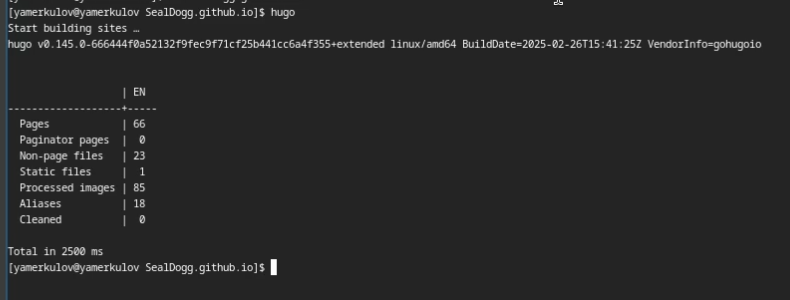 [yamerkulov@yamerkulov SealDogg.github.io]$ hugo
Start building sites …
hugo v0.145.0-666444f0a52132f9fec9f71cf25b441cc6a4f355+extended linux/amd64 BuildDate=2025-02-26T15:41:25Z VendorInfo=gohugoio
| EN
-------------------+-----
Pages | 66
Paginator pages | 0
Non-page files | 23
Static files | 1
Processed images | 85
Aliases | 18
Cleaned | 0
Total in 2500 ms
[yamerkulov@yamerkulov SealDogg.github.io]$